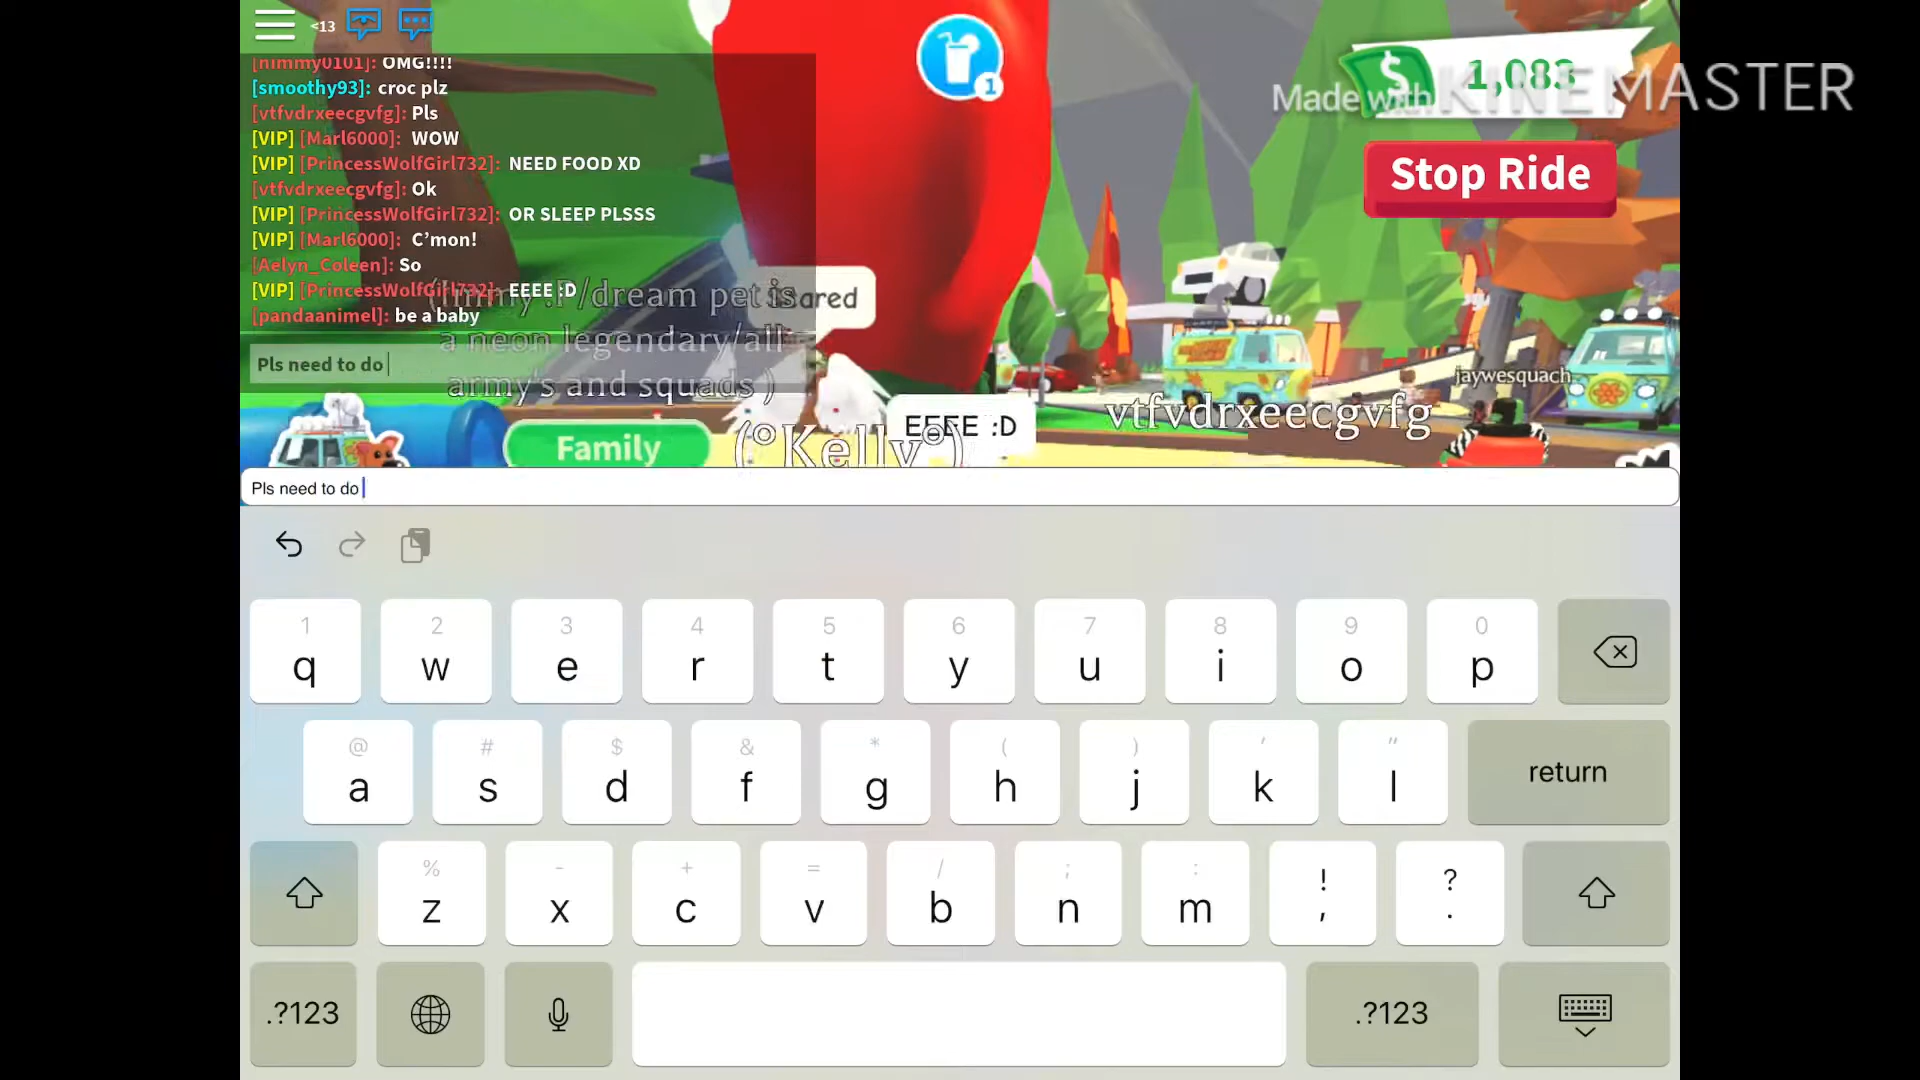 <13
[nimmy0101]: OMG!!!!
[smoothy93]: croc plz
[vtfvdrxeecgvfg]: Pls
[VIP] [Marl6000]: WOW
[VIP] [PrincessWolfGirl732]: NEED FOOD XD
[vtfvdrxeecgvfg]: Ok
[VIP] [PrincessWolfGirl732]: OR SLEEP PLSSS
[VIP] [Marl6000]: C’mon!
[Aelyn_Coleen]: So
[VIP] [PrincessWolfGirl732]: EEEE :D
[pandaanimel]: be a baby
Pls need to do
:P/dream pet is
a neon legendary/all
army's and squads )
1
1,083
Made with KINEMASTER
Stop Ride
jaywesquach
vtfvdrxeecgvfg
EEEE :D
Family
Pls need to do
1 2 3 4 5 6 7 8 9 0
q w e r t y u i o p
@ # $ & * ( ) ' "
a s d f g h j k l return
% - + = / ; : ! ?
z x c v b n m , .
.?123 .?123